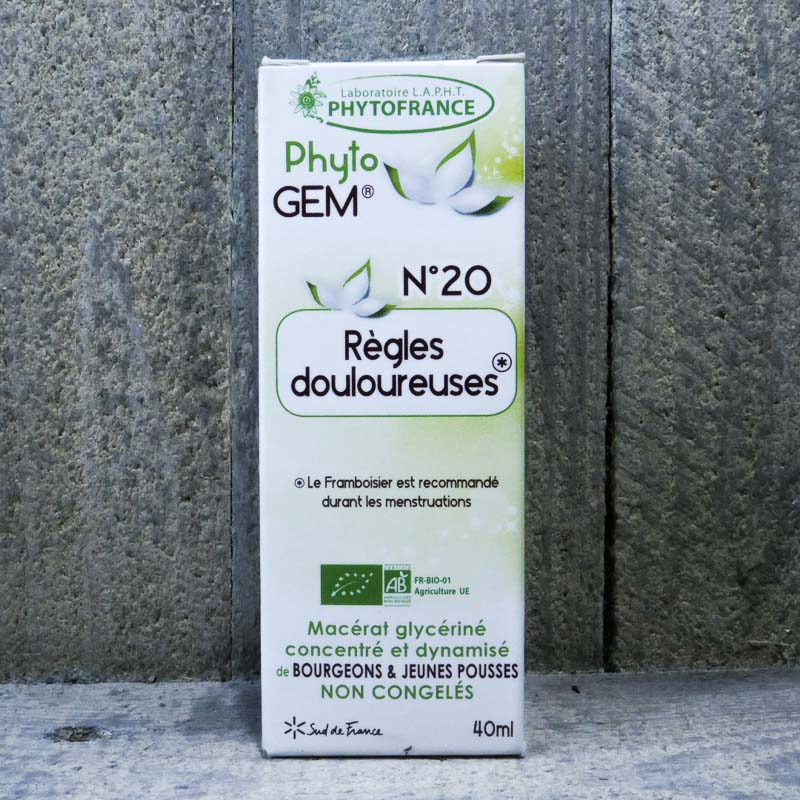 Laboratoire L.A.P.H.T.
PHYTOFRANCE
Phyto
GEM®
N°20
Règles
douloureuses*
* Le Framboisier est recommandé
durant les menstruations
AB
FR-BIO-01
Agriculture UE
Macérat glycériné
concentré et dynamisé
de BOURGEONS & JEUNES POUSSES
NON CONGELÉS
Sud de France
40ml